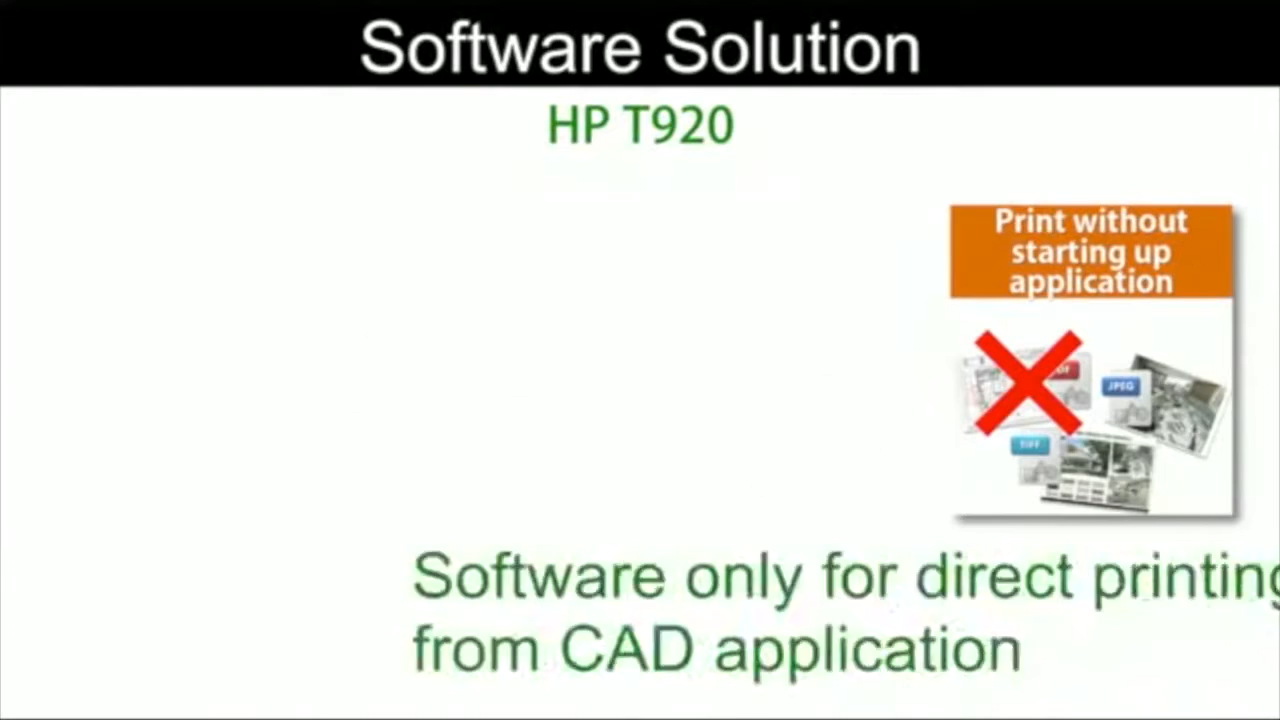 Software Solution
HP T920
Print without
starting up
application
JPEG
TIFF
Software only for direct printing
from CAD application